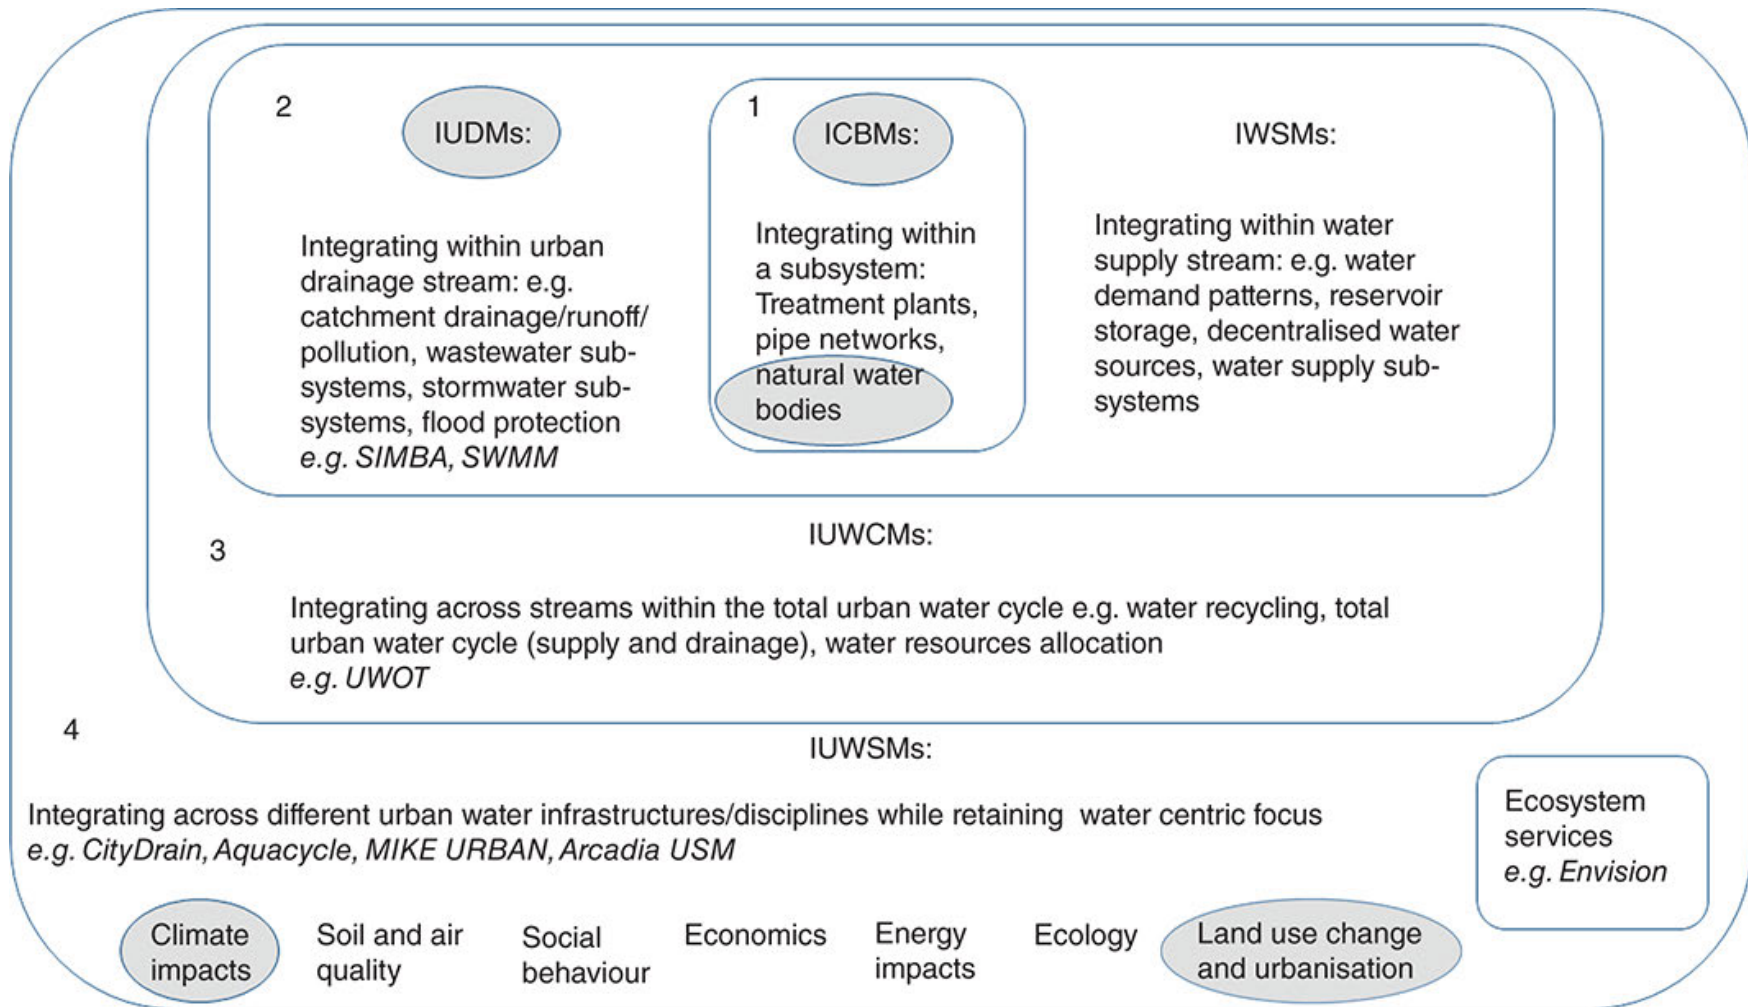 2
IUDMs:
Integrating within urban
drainage stream: e.g.
catchment drainage/runoff/
pollution, wastewater sub-
systems, stormwater sub-
systems, flood protection
e.g. SIMBA, SWMM
1
ICBMs:
Integrating within
a subsystem:
Treatment plants,
pipe networks,
natural water
bodies
IWSMs:
Integrating within water
supply stream: e.g. water
demand patterns, reservoir
storage, decentralised water
sources, water supply sub-
systems
3
IUWCMs:
Integrating across streams within the total urban water cycle e.g. water recycling, total
urban water cycle (supply and drainage), water resources allocation
e.g. UWOT
4
IUWSMs:
Integrating across different urban water infrastructures/disciplines while retaining water centric focus
e.g. CityDrain, Aquacycle, MIKE URBAN, Arcadia USM
Ecosystem
services
e.g. Envision
Climate
impacts
Soil and air
quality
Social
behaviour
Economics
Energy
impacts
Ecology
Land use change
and urbanisation